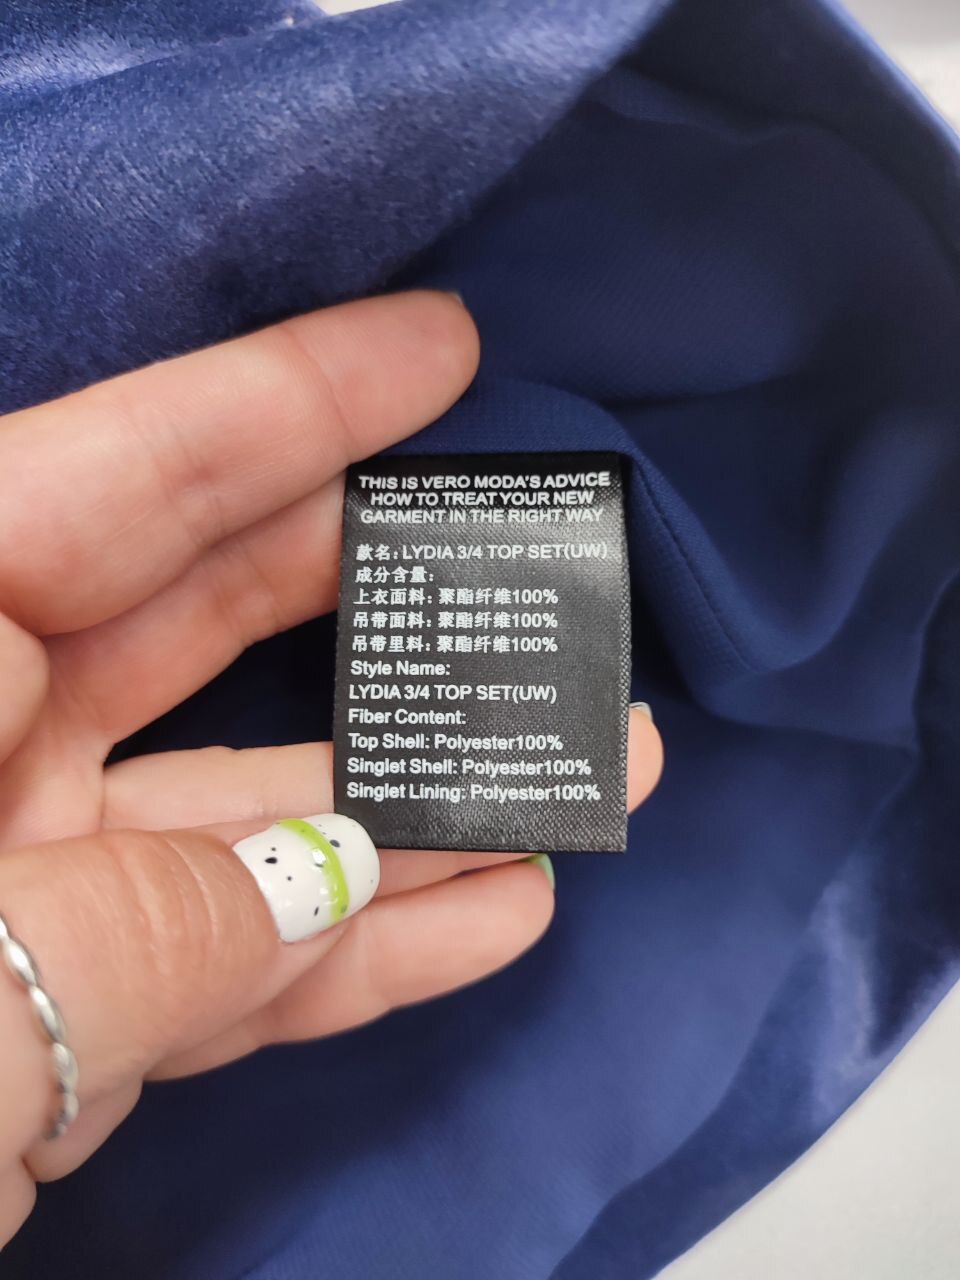 THIS IS VERO MODA'S ADVICE
HOW TO TREAT YOUR NEW
GARMENT IN THE RIGHT WAY
款名: LYDIA 3/4 TOP SET(UW)
成分含量:
上衣面料: 聚酯纤维100%
吊带面料: 聚酯纤维100%
吊带里料: 聚酯纤维100%
Style Name:
LYDIA 3/4 TOP SET(UW)
Fiber Content:
Top Shell: Polyester100%
Singlet Shell: Polyester100%
Singlet Lining: Polyester100%